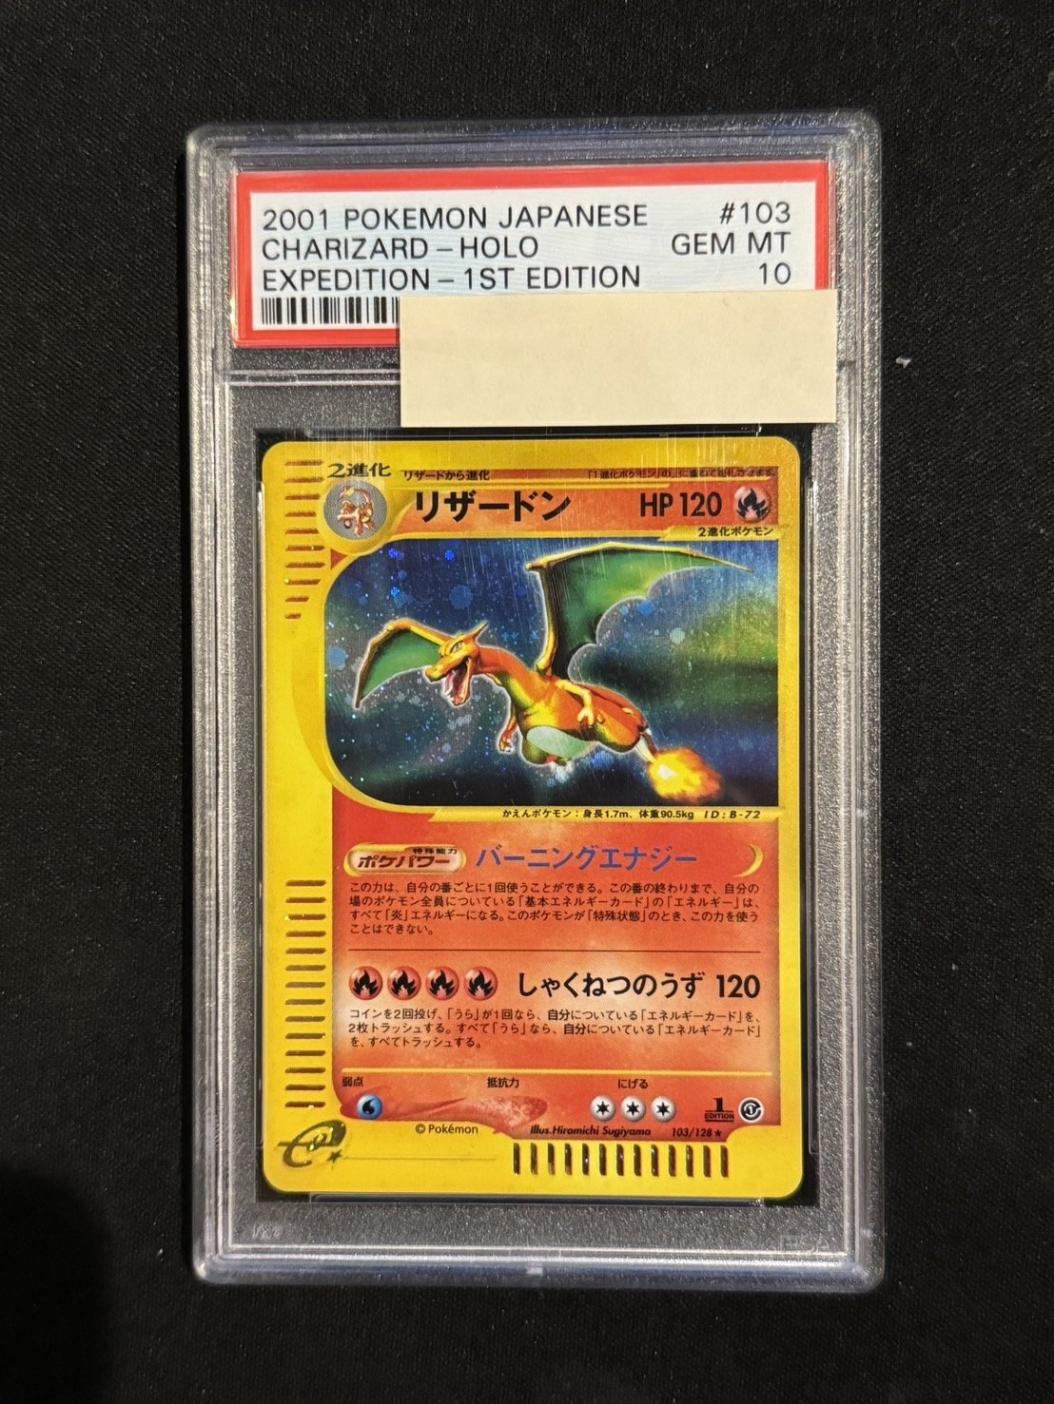 2001 POKEMON JAPANESE #103
CHARIZARD-HOLO GEM MT
EXPEDITION-1ST EDITION 10
2進化 リザードから進化
リザードン HP120
2進化ポケモン
かえんポケモン:身長1.7m、体重90.5kg ID:B-72
特殊能力
ポケパワー バーニングエナジー
この力は、自分の番ごとに1回使うことができる。この番の終わりまで、自分の
場のポケモン全員についている「基本エネルギーカード」の「エネルギー」は、
すべて「炎」エネルギーになる。このポケモンが「特殊状態」のとき、この力を使う
ことはできない。
しゃくねつのうず 120
コインを2回投げ、「うら」が1回なら、自分についている「エネルギーカード」を、
2枚トラッシュする。すべて「うら」なら、自分についている「エネルギーカード」
を、すべてトラッシュする。
弱点 抵抗力 にげる
1
EDITION
©Pokémon Illus.Hiromichi Sugiyama 103/128★